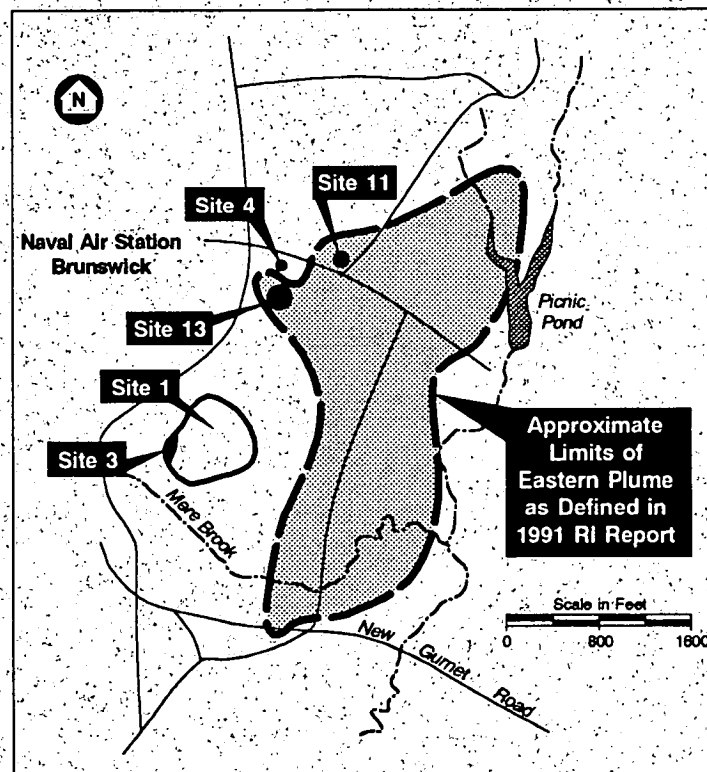 N
Site 11
Site 4
Naval Air Station
Brunswick
Site 13
Picnic
Pond
Site 1
Site 3
Approximate
Limits of
Eastern Plume
as Defined in
1991 RI Report
Mere Brook
Scale in Feet
0 800 1600
New Gurnet Road